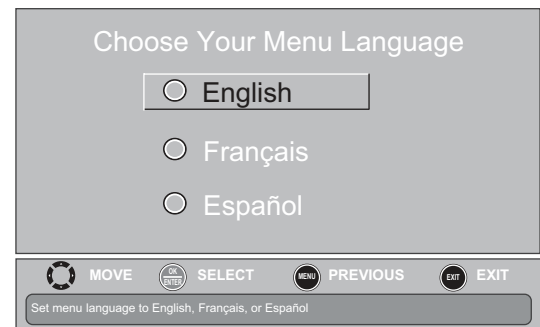 Choose Your Menu Language
English
Français
Español
MOVE OK ENTER SELECT MENU PREVIOUS EXIT EXIT
Set menu language to English, Français, or Español